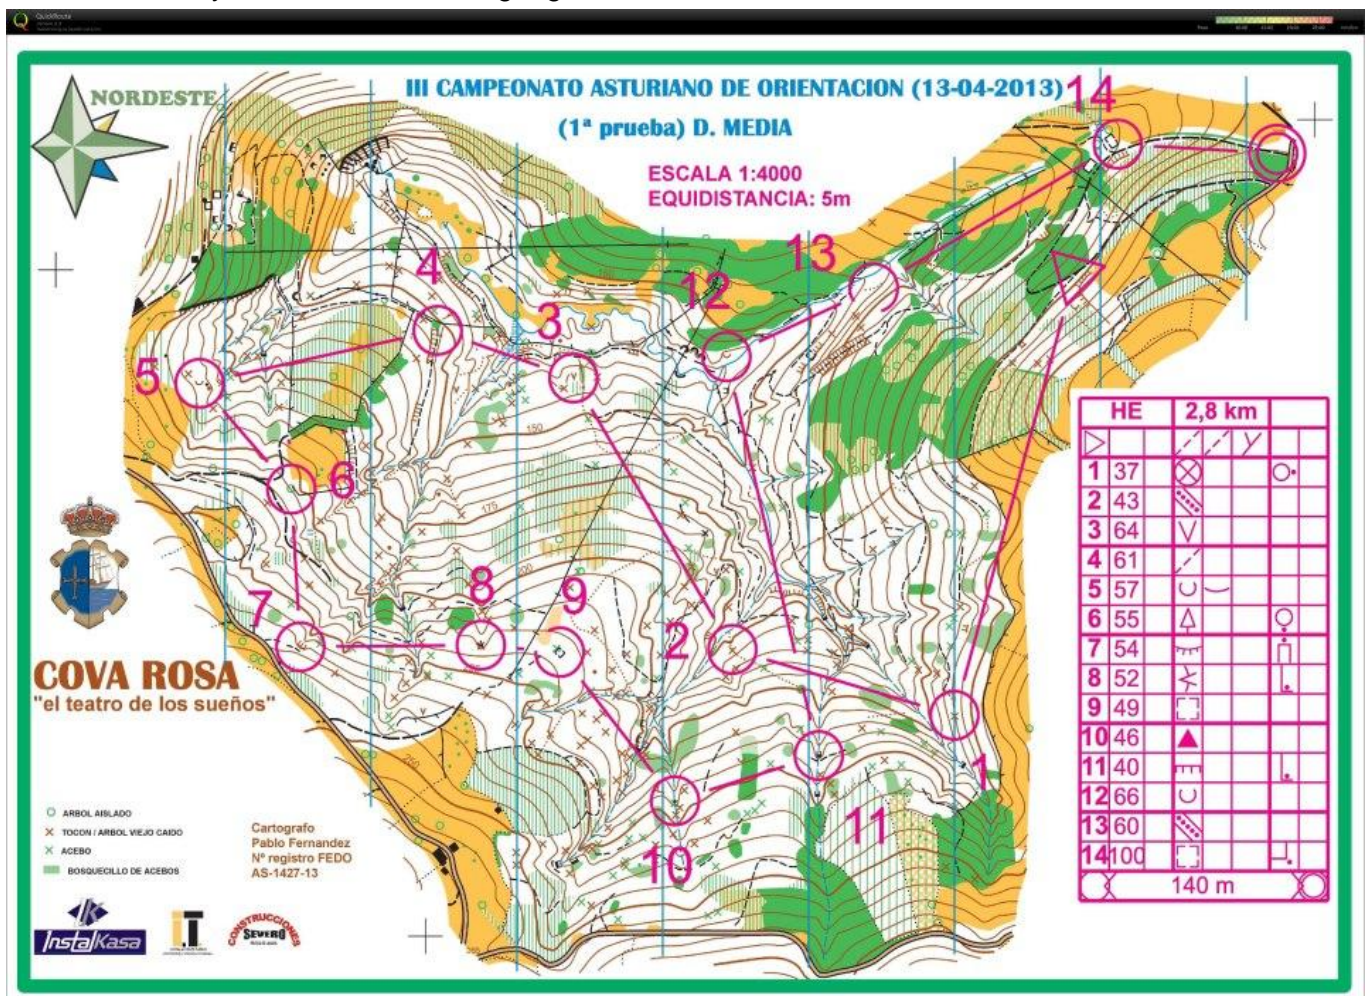 QuickRoute
NORDESTE
III CAMPEONATO ASTURIANO DE ORIENTACION (13-04-2013)
(1ª prueba) D. MEDIA
ESCALA 1:4000
EQUIDISTANCIA: 5m
14
13
12
4
3
5
6
7
8
9
2
1
10
11
150
175
200
HE 2,8 km
1 37
2 43
3 64
4 61
5 57
6 55
7 54
8 52
9 49
10 46
11 40
12 66
13 60
14 100
140 m
COVA ROSA
"el teatro de los sueños"
ARBOL AISLADO
TOCON / ARBOL VIEJO CAIDO
ACEBO
BOSQUECILLO DE ACEBOS
Cartografo
Pablo Fernandez
Nº registro FEDO
AS-1427-13
InstalKasa
CONSTRUCCIONES
SEVERO